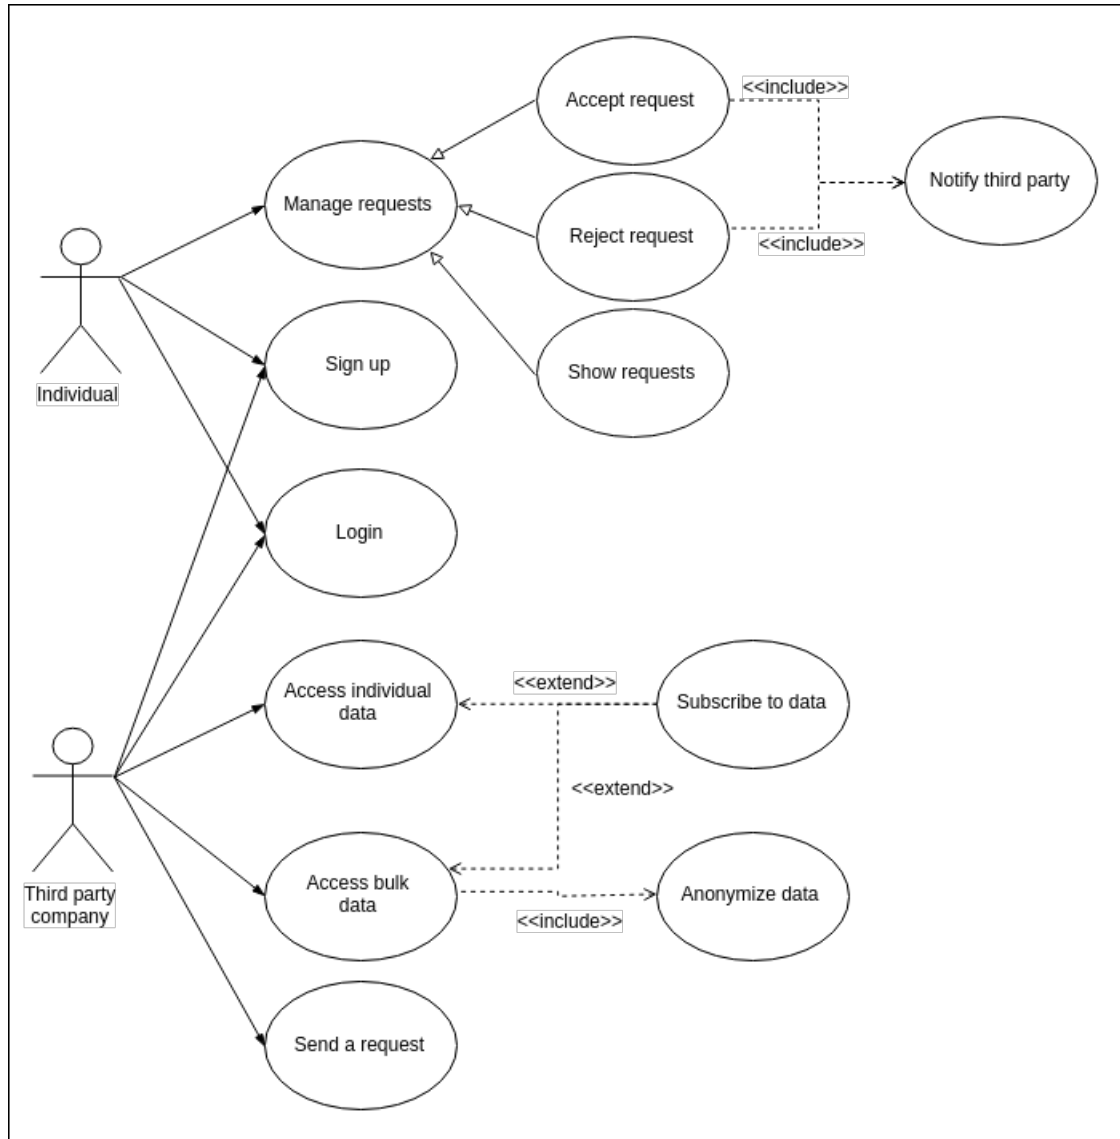 Accept request
<<include>>
Notify third party
Manage requests
Reject request
<<include>>
Sign up
Show requests
Individual
Login
Access individual
data
<<extend>>
Subscribe to data
<<extend>>
Third party
company
Access bulk
data
<<include>>
Anonymize data
Send a request